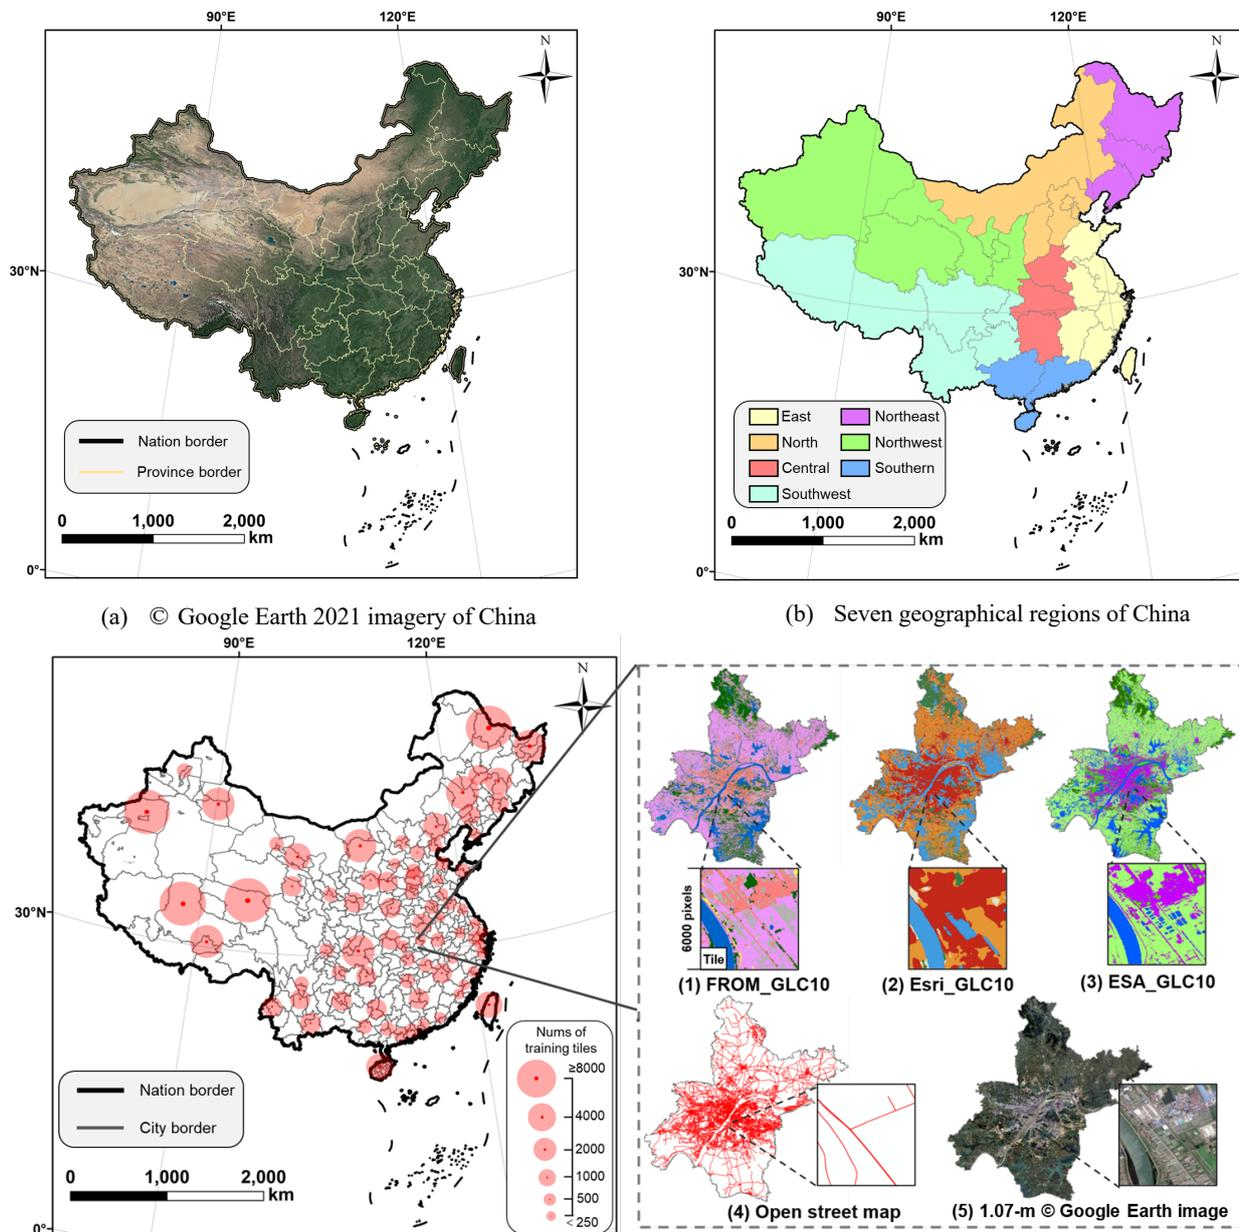 90°E
120°E
N
30°N
0°
Nation border
Province border
0
1,000
2,000
km
(a) © Google Earth 2021 imagery of China
90°E
120°E
N
30°N
0°
East
Northeast
North
Northwest
Central
Southern
Southwest
0
1,000
2,000
km
(b) Seven geographical regions of China
90°E
120°E
N
30°N
0°
Nation border
City border
0
1,000
2,000
km
Nums of
training tiles
≥8000
4000
2000
1000
500
<250
6000 pixels
Tile
(1) FROM_GLC10
(2) Esri_GLC10
(3) ESA_GLC10
(4) Open street map
(5) 1.07-m © Google Earth image